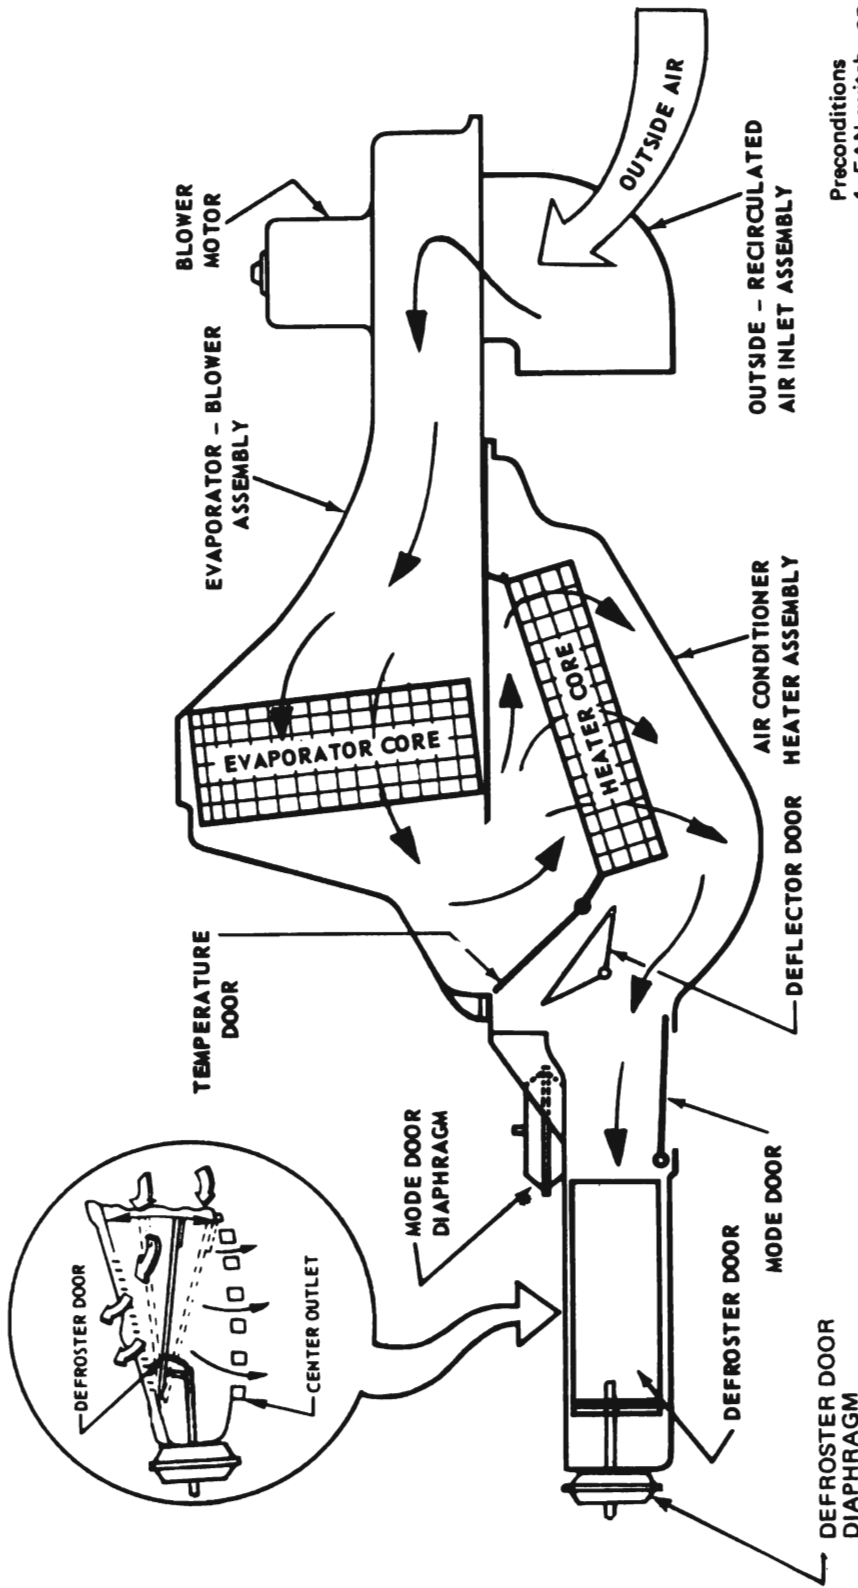 BLOWER
MOTOR
EVAPORATOR – BLOWER
ASSEMBLY
OUTSIDE AIR
OUTSIDE – RECIRCULATED
AIR INLET ASSEMBLY
EVAPORATOR CORE
HEATER CORE
AIR CONDITIONER
HEATER ASSEMBLY
DEFLECTOR DOOR
TEMPERATURE
DOOR
MODE DOOR
DIAPHRAGM
MODE DOOR
DEFROSTER DOOR
DEFROSTER DOOR
DIAPHRAGM
DEFROSTER DOOR
CENTER OUTLET
Preconditions